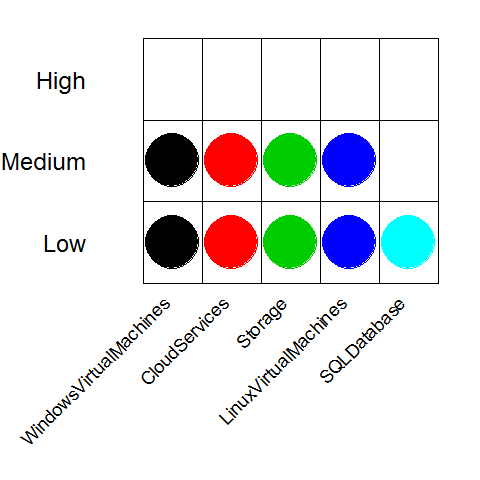 High
Medium
Low
WindowsVirtualMachines
CloudServices
Storage
LinuxVirtualMachines
SQLDatabase